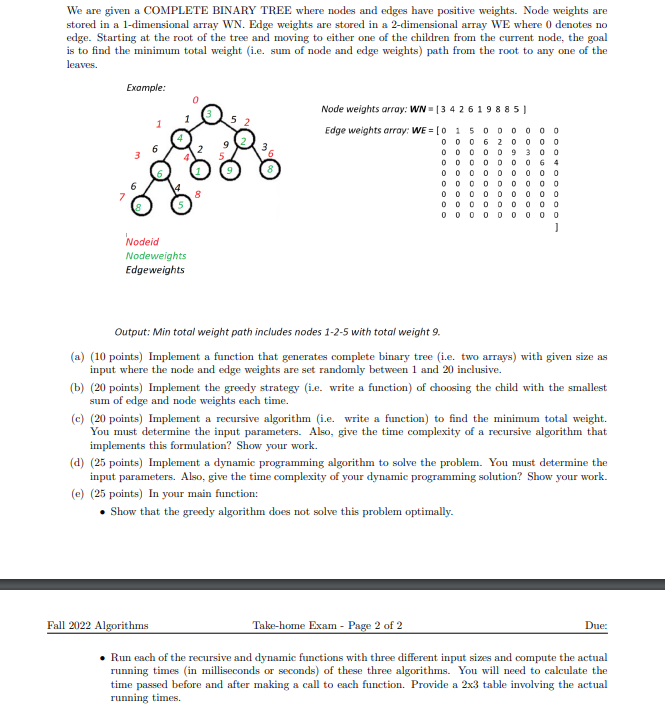 We are given a COMPLETE BINARY TREE where nodes and edges have positive weights. Node weights are
stored in a 1-dimensional array WN. Edge weights are stored in a 2-dimensional array WE where 0 denotes no
edge. Starting at the root of the tree and moving to either one of the children from the current node, the goal
is to find the minimum total weight (i.e. sum of node and edge weights) path from the root to any one of the
leaves.
Example:
0
1 1 3 5 2
4 2
6 2 9 3
3 4 5 6
6 1 9 8
6 4
7 8
8 5
Nodeid
Nodeweights
Edgeweights
Node weights array: WN = [ 3 4 2 6 1 9 8 8 5 ]
Edge weights array: WE = [ 0 1 5 0 0 0 0 0 0
0 0 0 6 2 0 0 0 0
0 0 0 0 0 9 3 0 0
0 0 0 0 0 0 0 6 4
0 0 0 0 0 0 0 0 0
0 0 0 0 0 0 0 0 0
0 0 0 0 0 0 0 0 0
0 0 0 0 0 0 0 0 0
0 0 0 0 0 0 0 0 0
]
Output: Min total weight path includes nodes 1-2-5 with total weight 9.
(a) (10 points) Implement a function that generates complete binary tree (i.e. two arrays) with given size as
input where the node and edge weights are set randomly between 1 and 20 inclusive.
(b) (20 points) Implement the greedy strategy (i.e. write a function) of choosing the child with the smallest
sum of edge and node weights each time.
(c) (20 points) Implement a recursive algorithm (i.e. write a function) to find the minimum total weight.
You must determine the input parameters. Also, give the time complexity of a recursive algorithm that
implements this formulation? Show your work.
(d) (25 points) Implement a dynamic programming algorithm to solve the problem. You must determine the
input parameters. Also, give the time complexity of your dynamic programming solution? Show your work.
(e) (25 points) In your main function:
• Show that the greedy algorithm does not solve this problem optimally.
Fall 2022 Algorithms Take-home Exam - Page 2 of 2 Due:
• Run each of the recursive and dynamic functions with three different input sizes and compute the actual
running times (in milliseconds or seconds) of these three algorithms. You will need to calculate the
time passed before and after making a call to each function. Provide a 2x3 table involving the actual
running times.